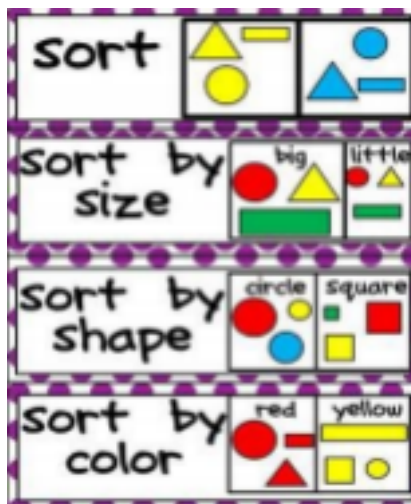 sort
sort by
size
big
little
sort by
shape
circle
square
sort by
color
red
yellow